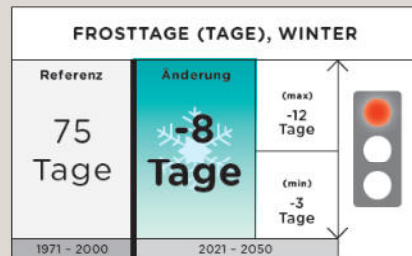 FROSTTAGE (TAGE), WINTER
Referenz
75
Tage
1971 - 2000
Änderung
-8
Tage
(max)
-12
Tage
(min)
-3
Tage
2021 - 2050